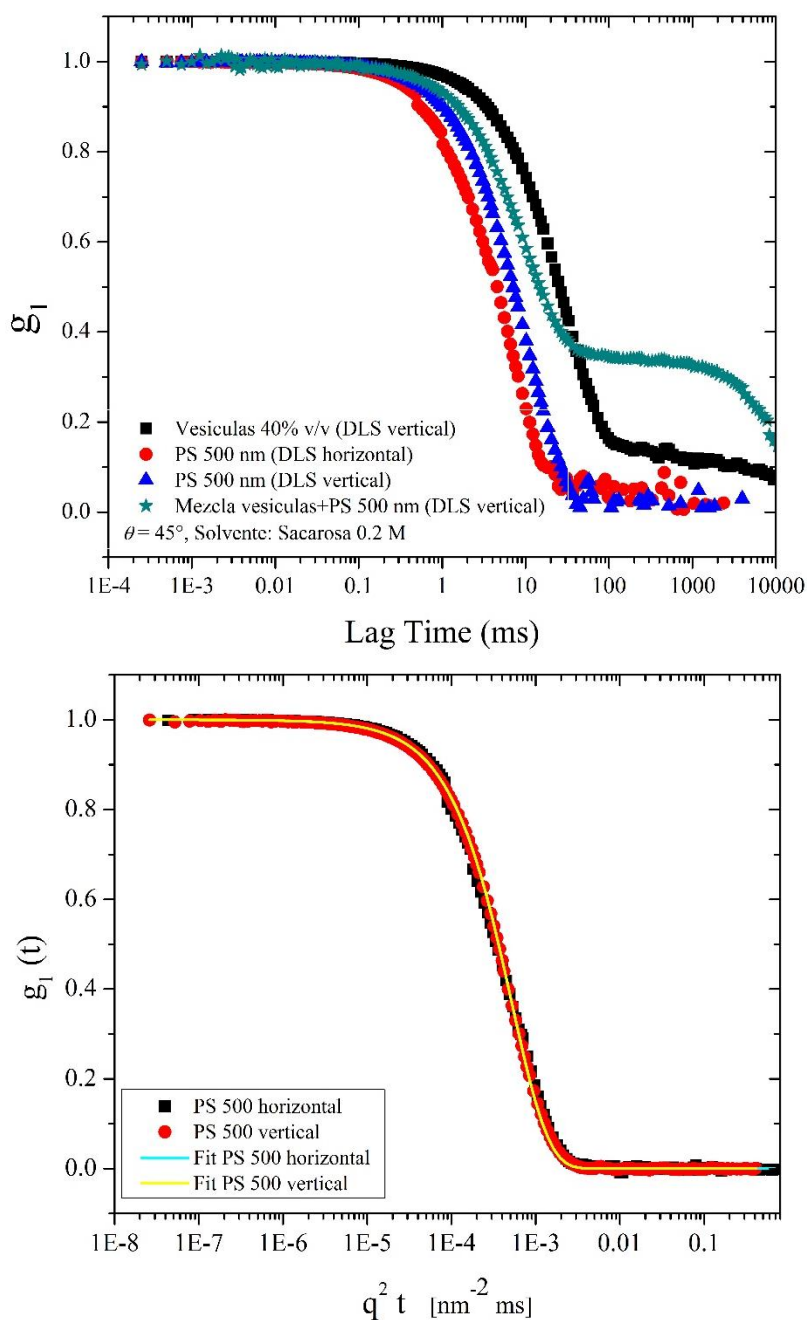 1.0
0.8
0.6
0.4
0.2
0.0
g1
Vesiculas 40% v/v (DLS vertical)
PS 500 nm (DLS horizontal)
PS 500 nm (DLS vertical)
Mezcla vesiculas+PS 500 nm (DLS vertical)
θ = 45°, Solvente: Sacarosa 0.2 M
1E-4 1E-3 0.01 0.1 1 10 100 1000 10000
Lag Time (ms)
1.0
0.8
0.6
0.4
0.2
0.0
g1 (t)
PS 500 horizontal
PS 500 vertical
Fit PS 500 horizontal
Fit PS 500 vertical
1E-8 1E-7 1E-6 1E-5 1E-4 1E-3 0.01 0.1
q² t [nm⁻² ms]